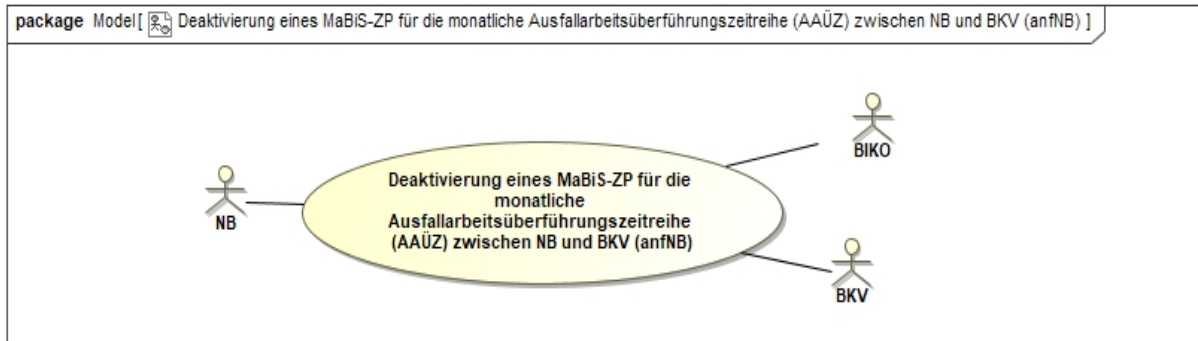 package Model[ Deaktivierung eines MaBiS-ZP für die monatliche Ausfallarbeitsüberführungszeitreihe (AAÜZ) zwischen NB und BKV (anfNB) ]
BIKO
Deaktivierung eines MaBiS-ZP für die
monatliche
Ausfallarbeitsüberführungszeitreihe
(AAÜZ) zwischen NB und BKV (anfNB)
NB
BKV